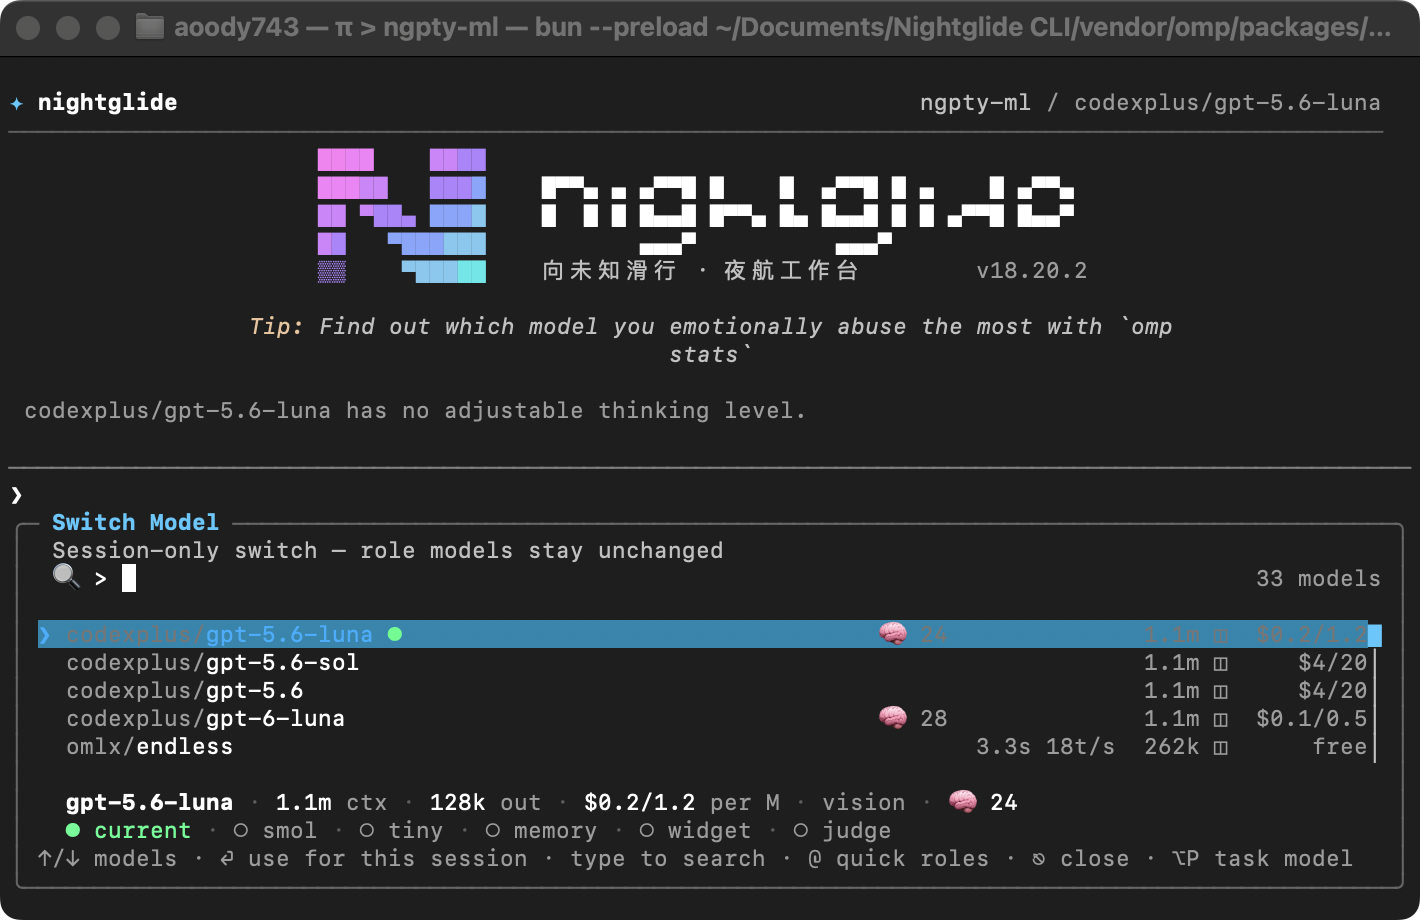 aoody743 — π > ngpty-ml — bun --preload ~/Documents/Nightglide CLI/vendor/omp/packages/...
✦ nightglide
ngpty-ml / codexplus/gpt-5.6-luna
nightglide
向未知滑行 · 夜航工作台 v18.20.2
Tip: Find out which model you emotionally abuse the most with `omp
stats`
codexplus/gpt-5.6-luna has no adjustable thinking level.
❯
Switch Model
Session-only switch — role models stay unchanged
🔍 > 33 models
❯ codexplus/gpt-5.6-luna ● 🧠 24 1.1m ◫ $0.2/1.2
codexplus/gpt-5.6-sol 1.1m ◫ $4/20
codexplus/gpt-5.6 1.1m ◫ $4/20
codexplus/gpt-6-luna 🧠 28 1.1m ◫ $0.1/0.5
omlx/endless 3.3s 18t/s 262k ◫ free
gpt-5.6-luna · 1.1m ctx · 128k out · $0.2/1.2 per M · vision · 🧠 24
● current · ○ smol · ○ tiny · ○ memory · ○ widget · ○ judge
↑/↓ models · ⏎ use for this session · type to search · @ quick roles · ⎋ close · ⌥P task model